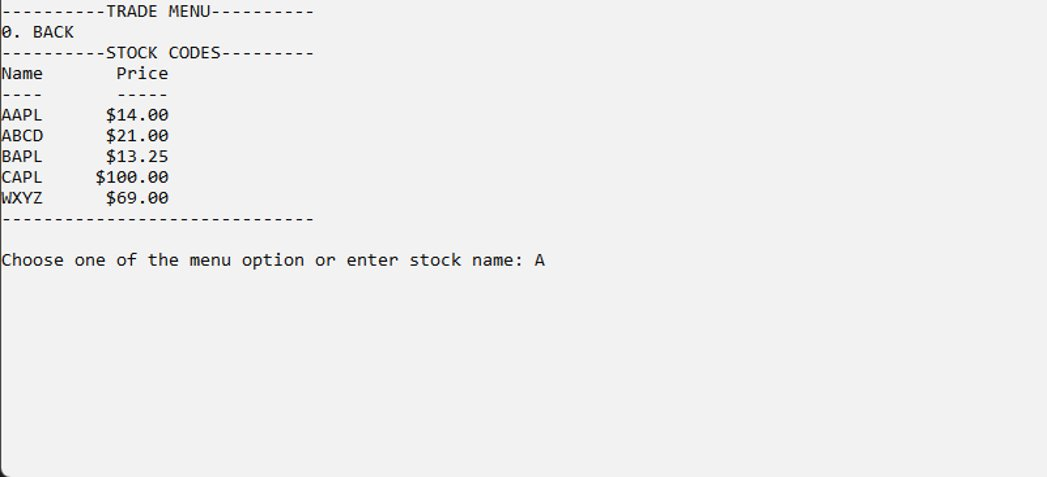 ----------TRADE MENU----------
0. BACK
----------STOCK CODES---------
Name       Price
----       -----
AAPL      $14.00
ABCD      $21.00
BAPL      $13.25
CAPL     $100.00
WXYZ      $69.00
------------------------------
Choose one of the menu option or enter stock name: A